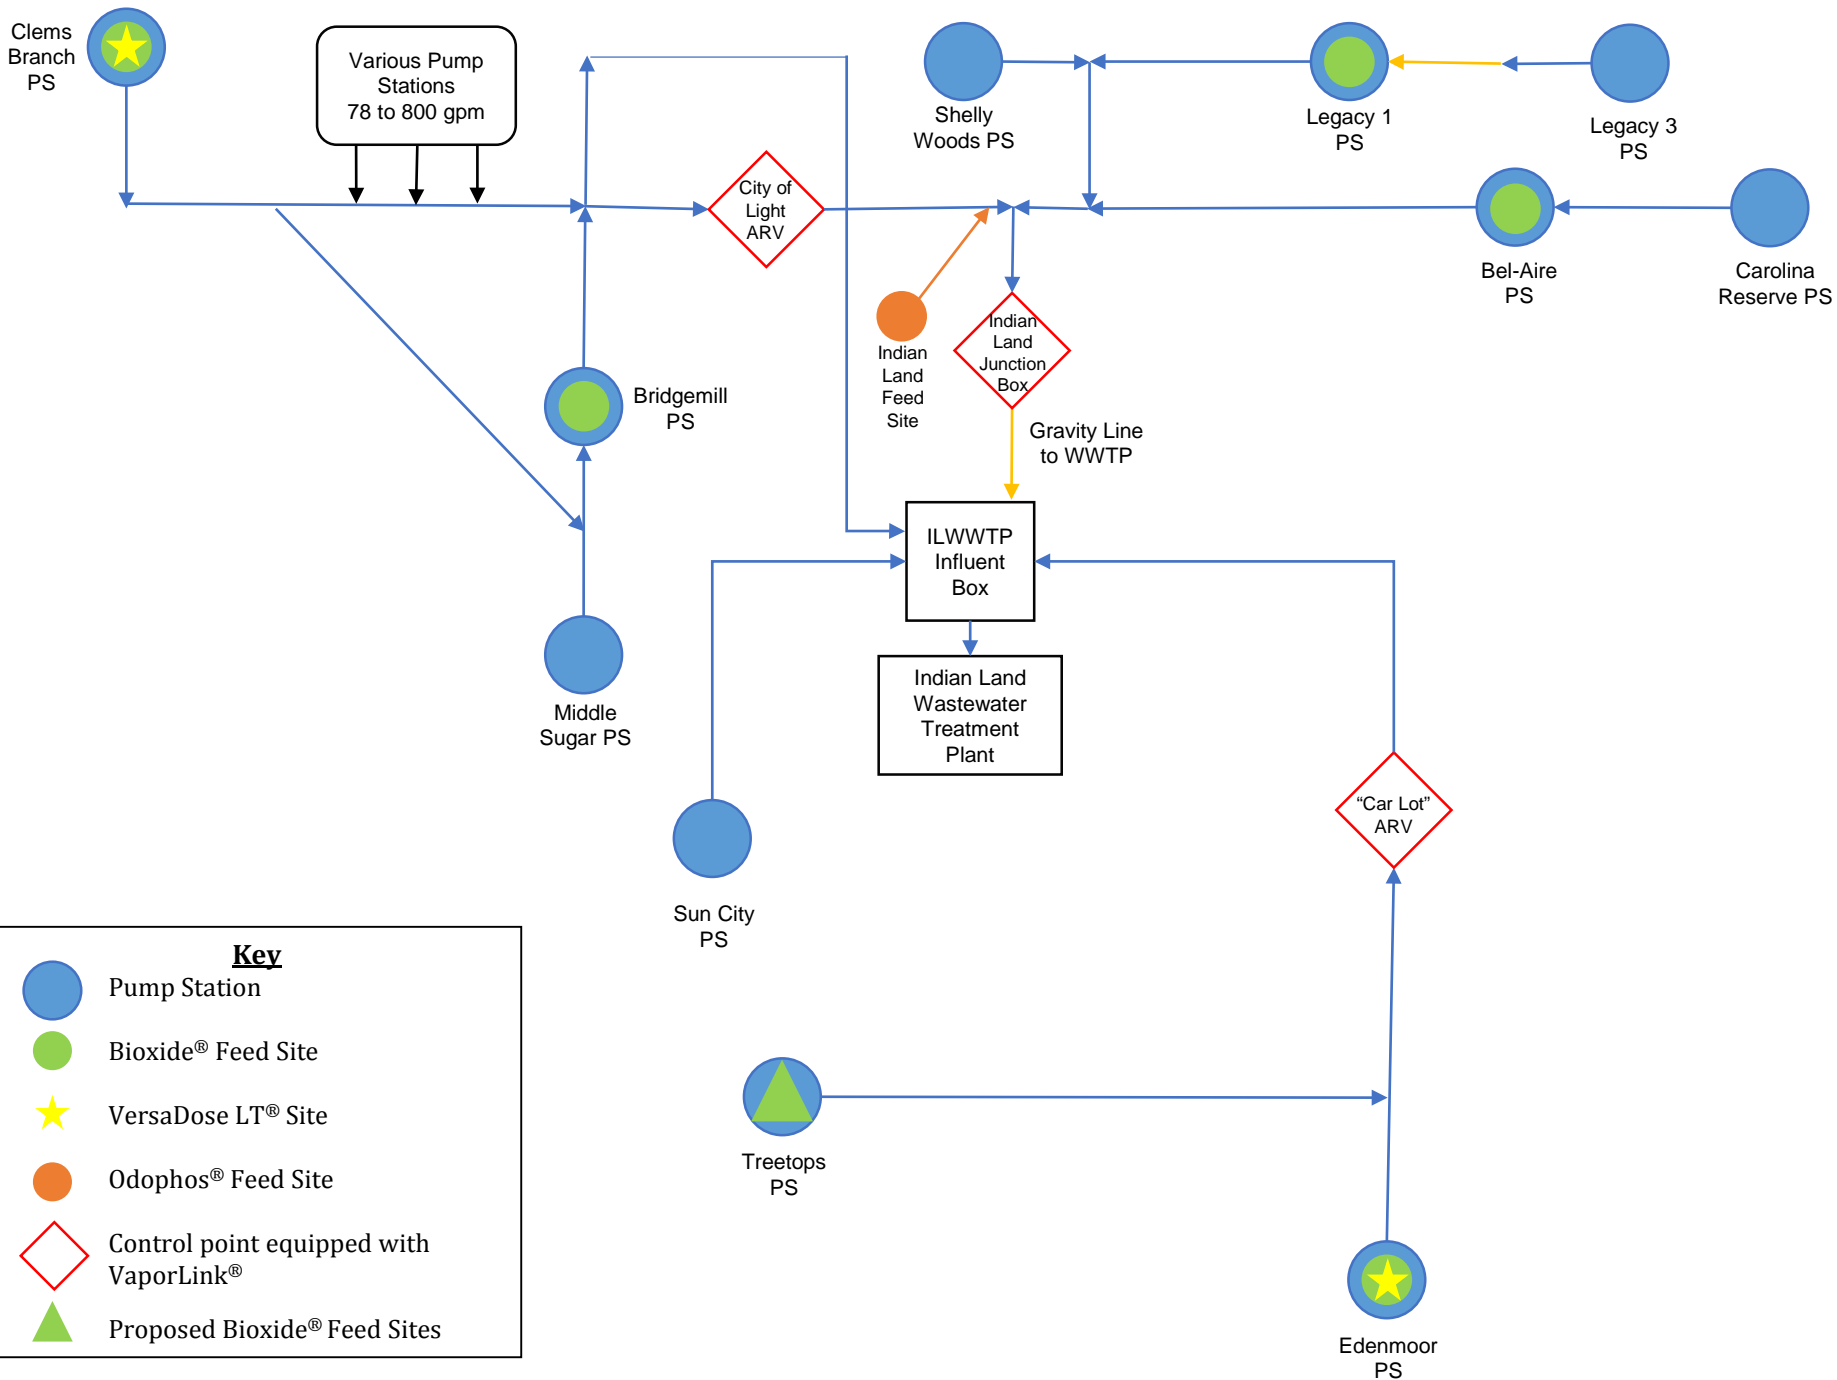 Clems
Branch
PS
Various Pump
Stations
78 to 800 gpm
Shelly
Woods PS
Legacy 1
PS
Legacy 3
PS
City of
Light
ARV
Bel-Aire
PS
Carolina
Reserve PS
Indian
Land
Feed
Site
Indian
Land
Junction
Box
Bridgemill
PS
Gravity Line
to WWTP
ILWWTP
Influent
Box
Indian Land
Wastewater
Treatment
Plant
Middle
Sugar PS
"Car Lot"
ARV
Sun City
PS
Treetops
PS
Edenmoor
PS
Key
Pump Station
Bioxide® Feed Site
VersaDose LT® Site
Odophos® Feed Site
Control point equipped with
VaporLink®
Proposed Bioxide® Feed Sites